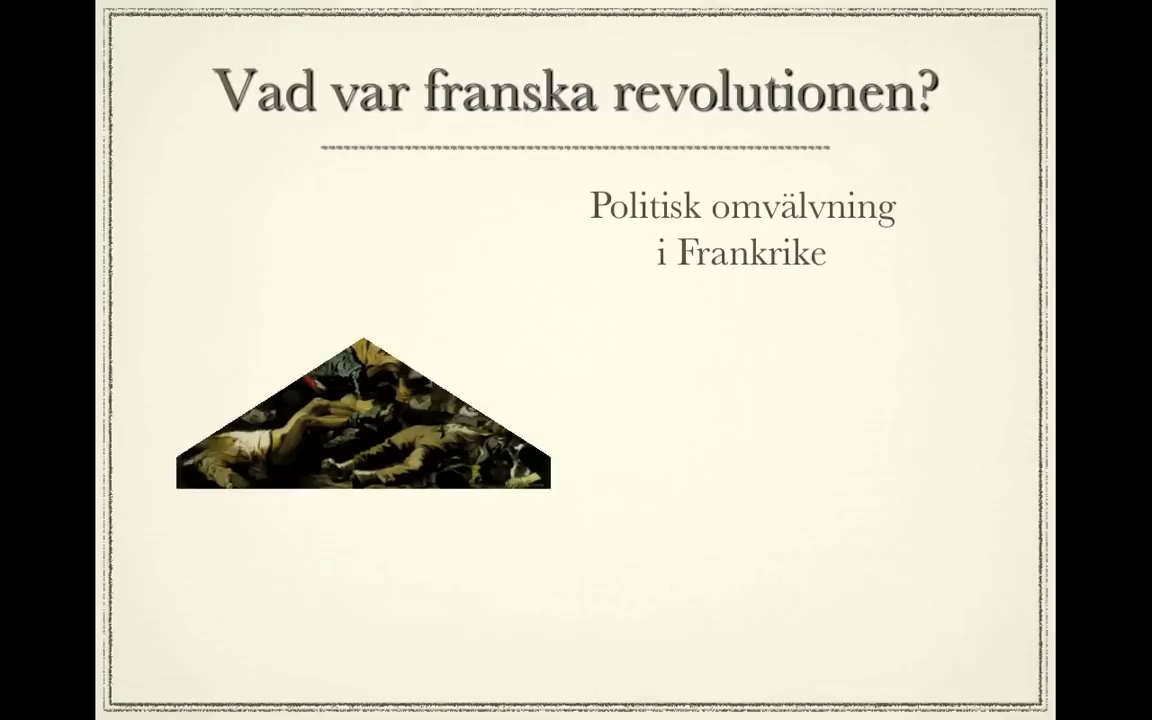 Vad var franska revolutionen?
Politisk omvälvning
i Frankrike